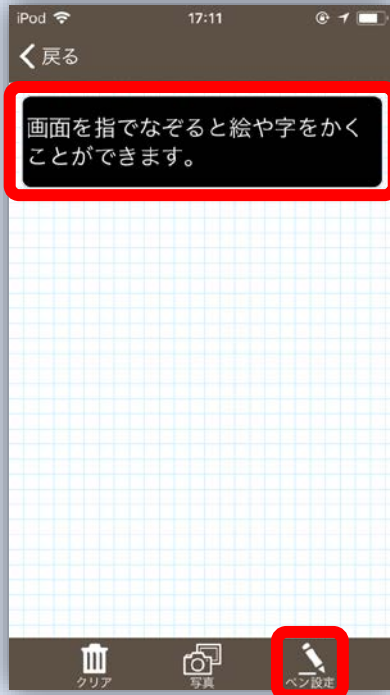 iPod 17:11
戻る
画面を指でなぞると絵や字をかく
ことができます。
クリア 写真 ペン設定